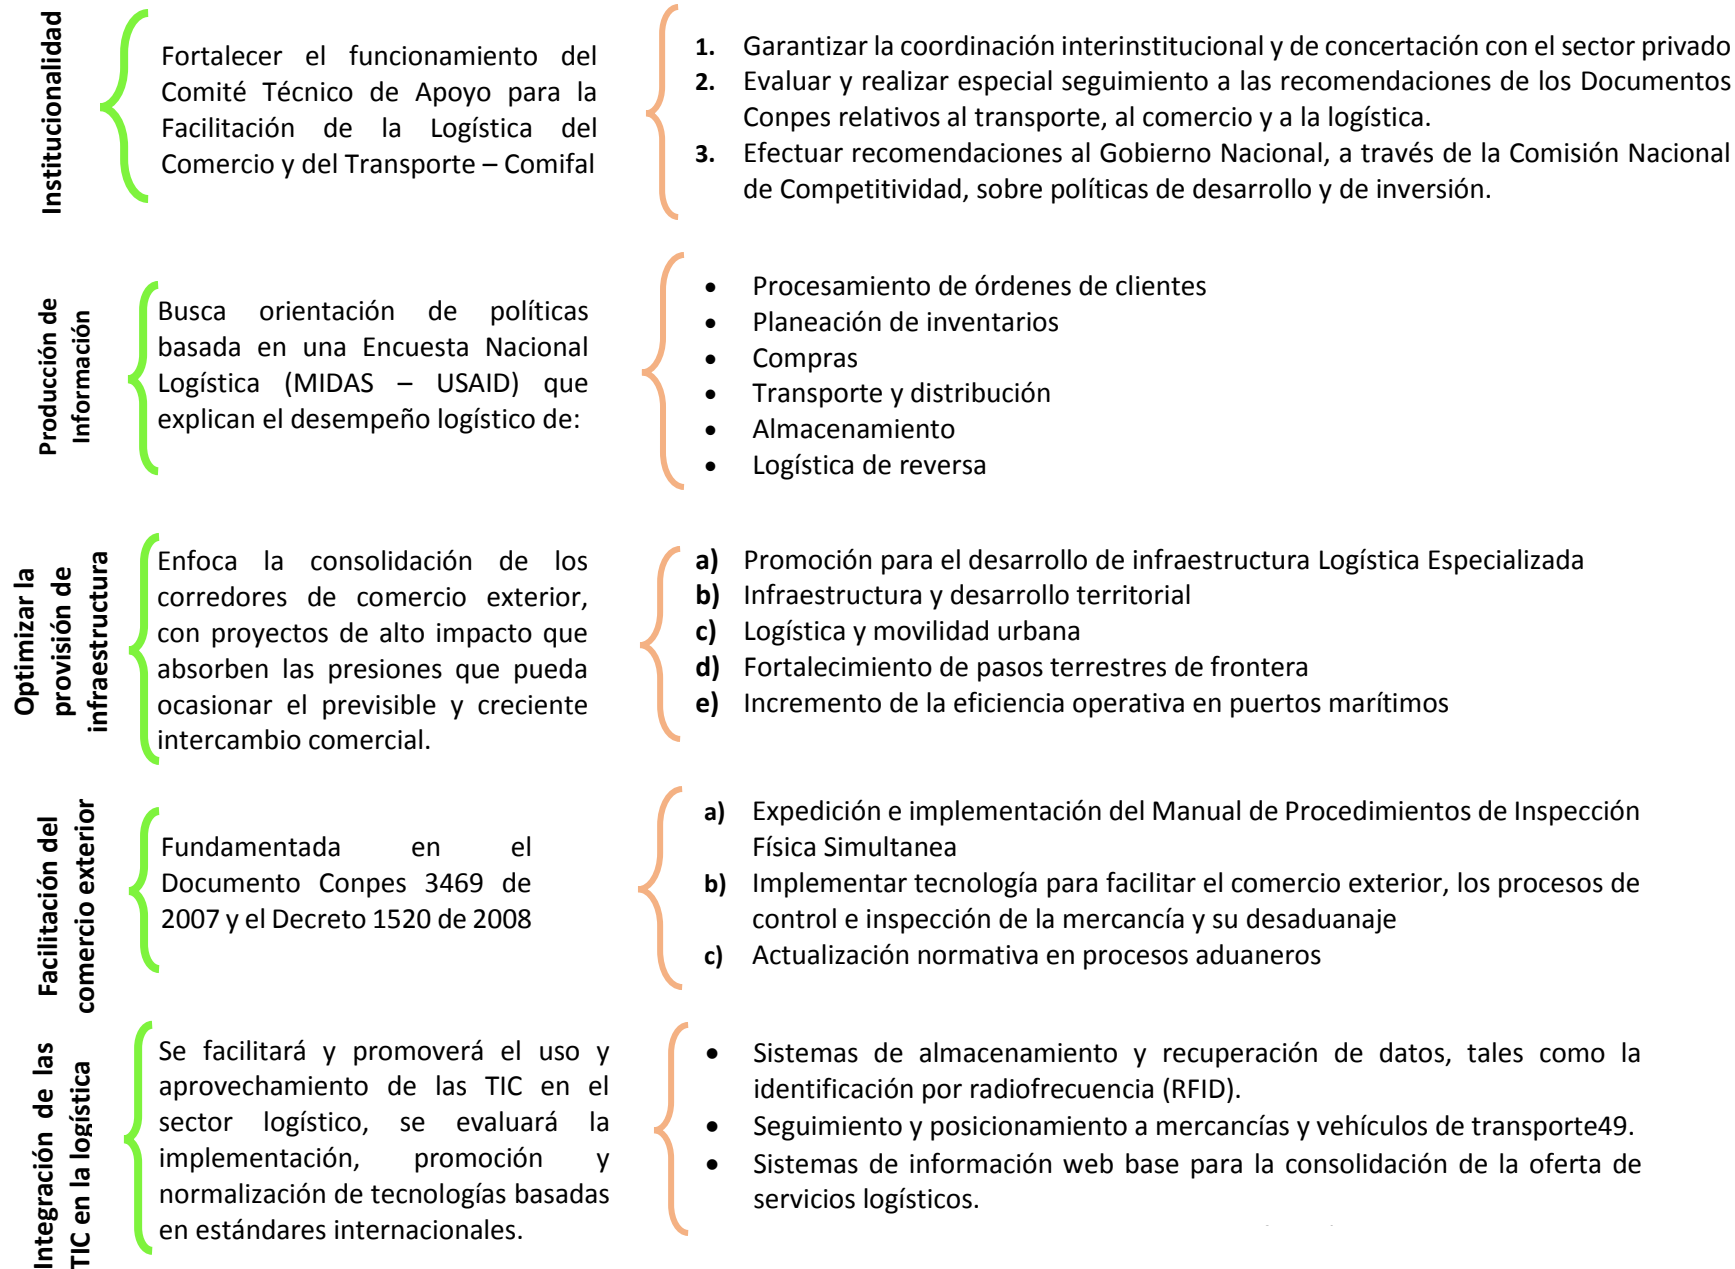 Institucionalidad
Fortalecer el funcionamiento del
Comité Técnico de Apoyo para la
Facilitación de la Logística del
Comercio y del Transporte – Comifal
1. Garantizar la coordinación interinstitucional y de concertación con el sector privado
2. Evaluar y realizar especial seguimiento a las recomendaciones de los Documentos
Conpes relativos al transporte, al comercio y a la logística.
3. Efectuar recomendaciones al Gobierno Nacional, a través de la Comisión Nacional
de Competitividad, sobre políticas de desarrollo y de inversión.
Producción de
Información
Busca orientación de políticas
basada en una Encuesta Nacional
Logística (MIDAS – USAID) que
explican el desempeño logístico de:
• Procesamiento de órdenes de clientes
• Planeación de inventarios
• Compras
• Transporte y distribución
• Almacenamiento
• Logística de reversa
Optimizar la
provisión de
infraestructura
Enfoca la consolidación de los
corredores de comercio exterior,
con proyectos de alto impacto que
absorben las presiones que pueda
ocasionar el previsible y creciente
intercambio comercial.
a) Promoción para el desarrollo de infraestructura Logística Especializada
b) Infraestructura y desarrollo territorial
c) Logística y movilidad urbana
d) Fortalecimiento de pasos terrestres de frontera
e) Incremento de la eficiencia operativa en puertos marítimos
Facilitación del
comercio exterior
Fundamentada en el
Documento Conpes 3469 de
2007 y el Decreto 1520 de 2008
a) Expedición e implementación del Manual de Procedimientos de Inspección
Física Simultanea
b) Implementar tecnología para facilitar el comercio exterior, los procesos de
control e inspección de la mercancía y su desaduanaje
c) Actualización normativa en procesos aduaneros
Integración de las
TIC en la logística
Se facilitará y promoverá el uso y
aprovechamiento de las TIC en el
sector logístico, se evaluará la
implementación, promoción y
normalización de tecnologías basadas
en estándares internacionales.
• Sistemas de almacenamiento y recuperación de datos, tales como la
identificación por radiofrecuencia (RFID).
• Seguimiento y posicionamiento a mercancías y vehículos de transporte49.
• Sistemas de información web base para la consolidación de la oferta de
servicios logísticos.